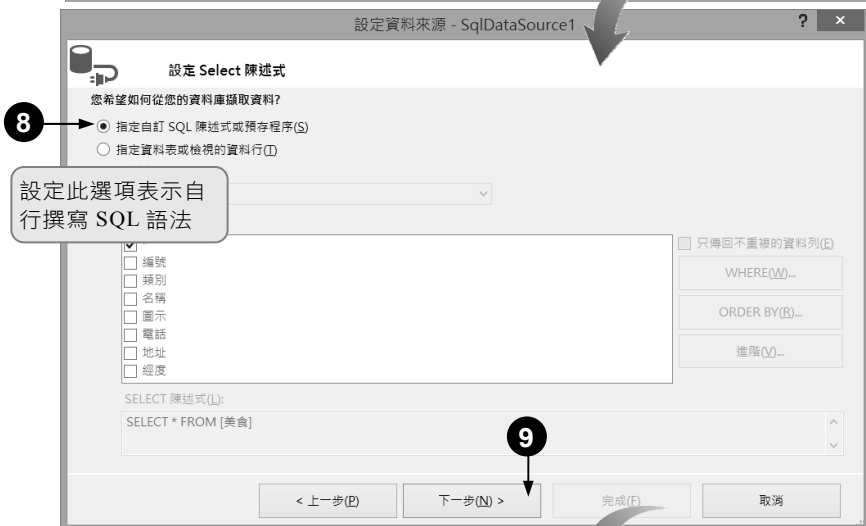 設定資料來源 - SqlDataSource1
? ×
設定 Select 陳述式
您希望如何從您的資料庫擷取資料?
8
指定自訂 SQL 陳述式或預存程序(S)
指定資料表或檢視的資料行(T)
設定此選項表示自
行撰寫 SQL 語法
*
只傳回不重複的資料列(E)
編號
WHERE(W)...
類別
名稱
ORDER BY(R)...
圖示
電話
地址
進階(V)...
經度
SELECT 陳述式(L):
SELECT * FROM [美食]
9
< 上一步(P)
下一步(N) >
完成(F)
取消